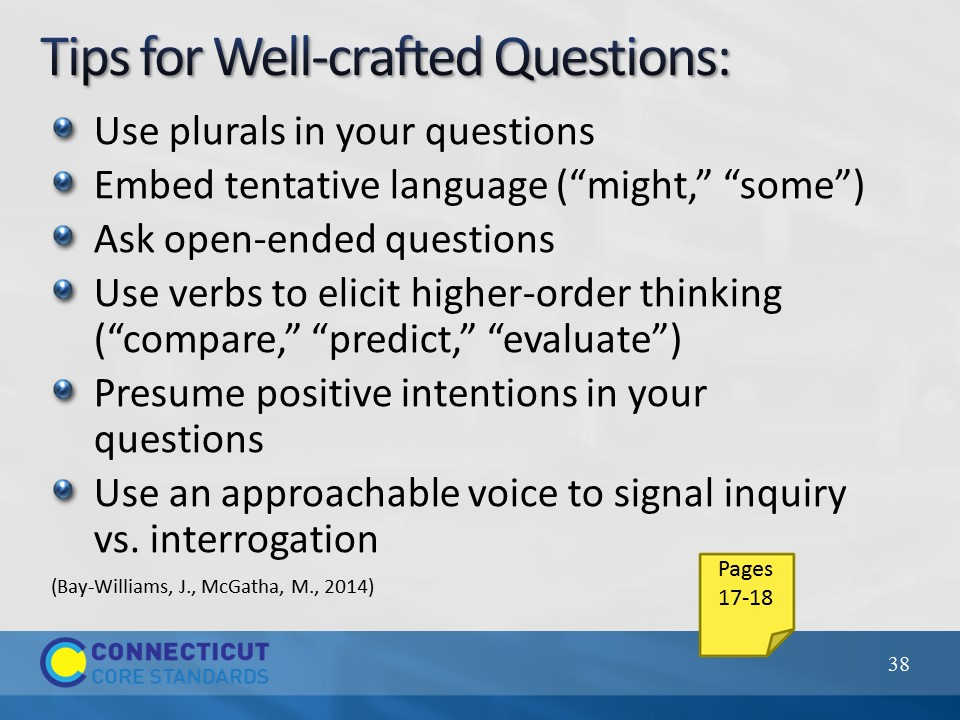 Tips for Well-crafted Questions:
Use plurals in your questions
Embed tentative language (“might,” “some”)
Ask open-ended questions
Use verbs to elicit higher-order thinking
(“compare,” “predict,” “evaluate”)
Presume positive intentions in your
questions
Use an approachable voice to signal inquiry
vs. interrogation
(Bay-Williams, J., McGatha, M., 2014)
Pages
17-18
CONNECTICUT
CORE STANDARDS
38